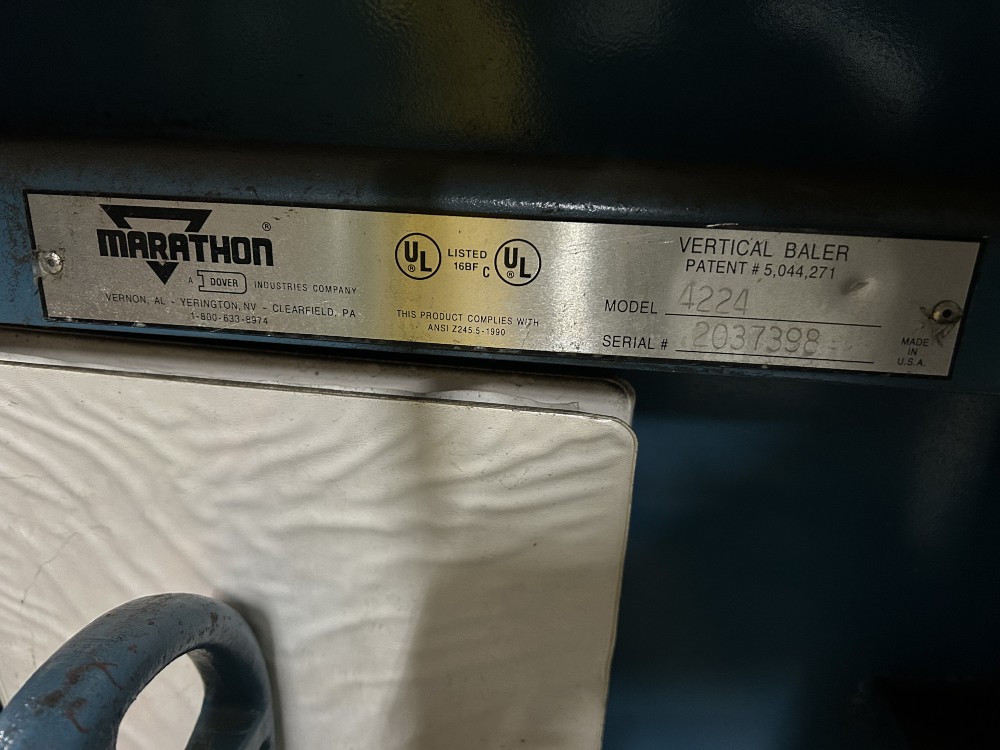 MARATHON ®
A DOVER INDUSTRIES COMPANY
VERNON, AL - YERINGTON, NV - CLEARFIELD, PA
1-800-633-8974
UL LISTED 16BF C UL
THIS PRODUCT COMPLIES WITH
ANSI Z245.5-1990
VERTICAL BALER
PATENT # 5,044,271
MODEL 4224
SERIAL # 2037398
MADE
IN
U.S.A.